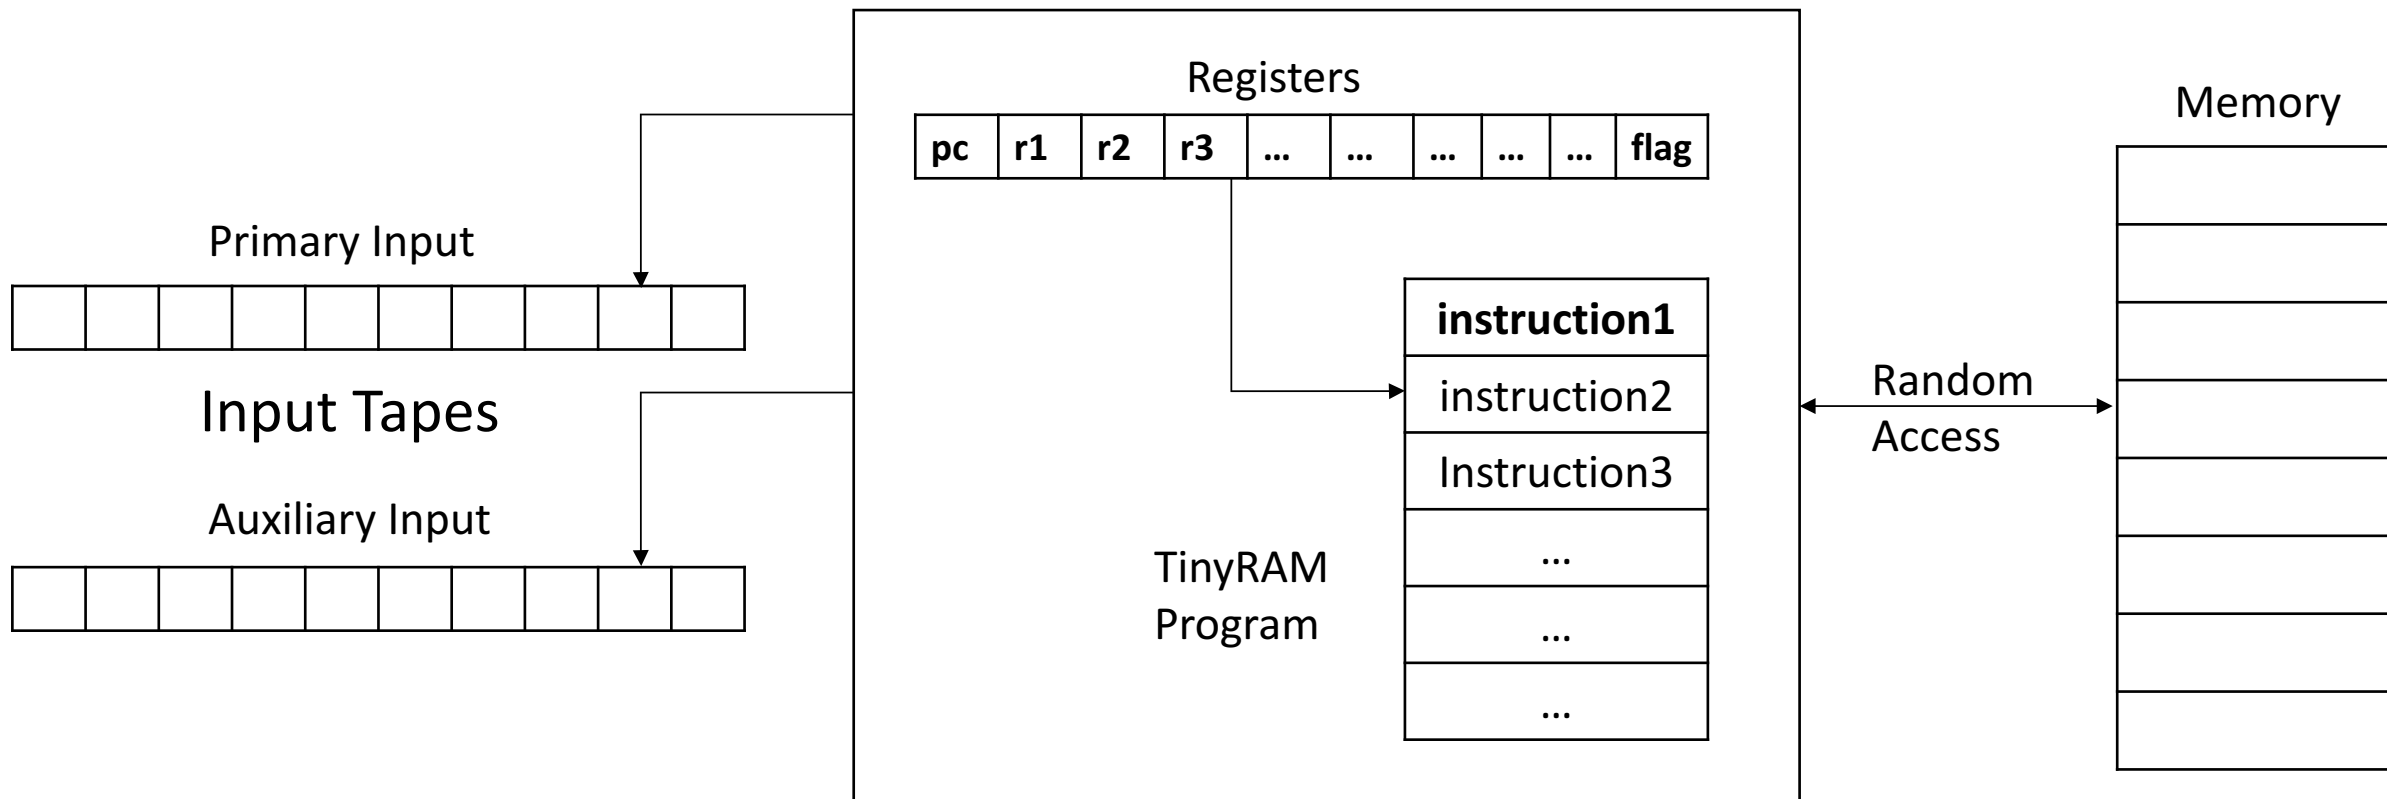 Registers
Memory
pc r1 r2 r3 ... ... ... ... ... flag
Primary Input
instruction1
Input Tapes
Random
Access
instruction2
Instruction3
Auxiliary Input
...
TinyRAM
Program
...
...